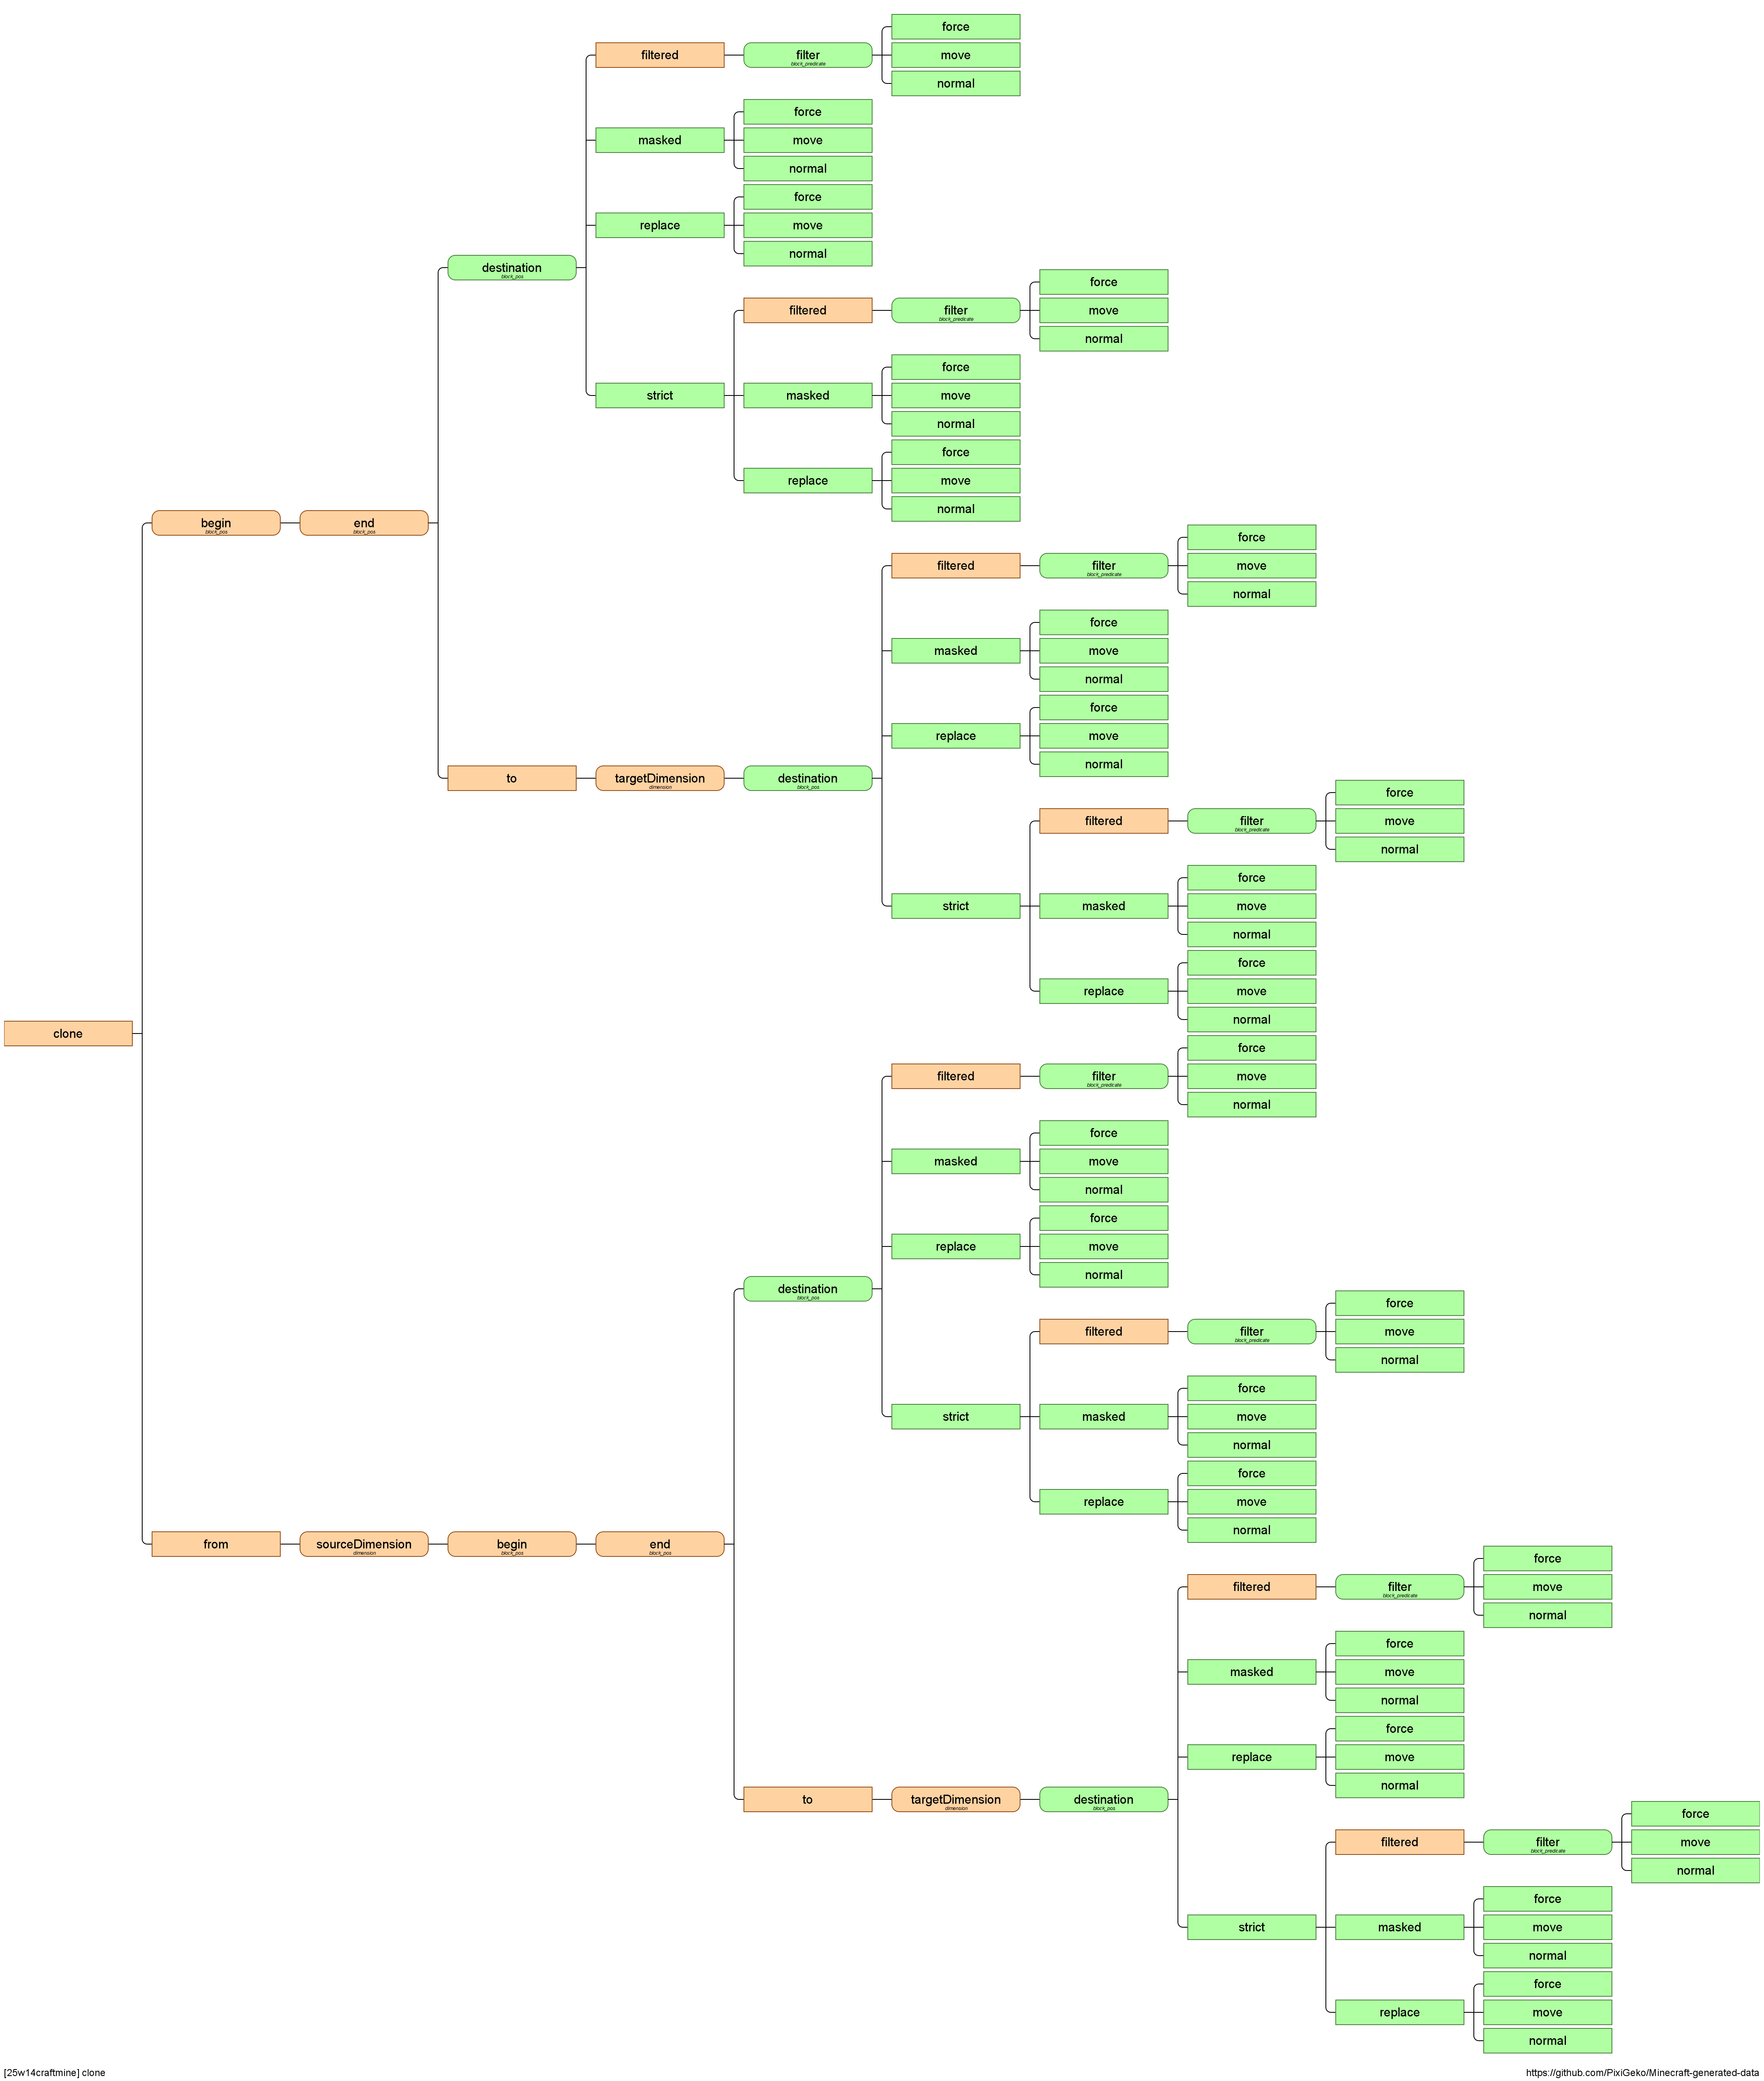 force
filtered
filter
block_predicate
move
normal
force
masked
move
normal
force
replace
move
normal
destination
block_pos
force
filtered
filter
block_predicate
move
normal
force
strict
masked
move
normal
force
replace
move
normal
begin
block_pos
end
block_pos
force
filtered
filter
block_predicate
move
normal
force
masked
move
normal
force
replace
move
normal
to
targetDimension
dimension
destination
block_pos
force
filtered
filter
block_predicate
move
normal
force
strict
masked
move
normal
force
replace
move
normal
clone
force
filtered
filter
block_predicate
move
normal
force
masked
move
normal
force
replace
move
normal
destination
block_pos
force
filtered
filter
block_predicate
move
normal
force
strict
masked
move
normal
force
replace
move
normal
from
sourceDimension
dimension
begin
block_pos
end
block_pos
force
filtered
filter
block_predicate
move
normal
force
masked
move
normal
force
replace
move
normal
to
targetDimension
dimension
destination
block_pos
force
filtered
filter
block_predicate
move
normal
force
strict
masked
move
normal
force
replace
move
normal
[25w14craftmine] clone
https://github.com/PixiGeko/Minecraft-generated-data